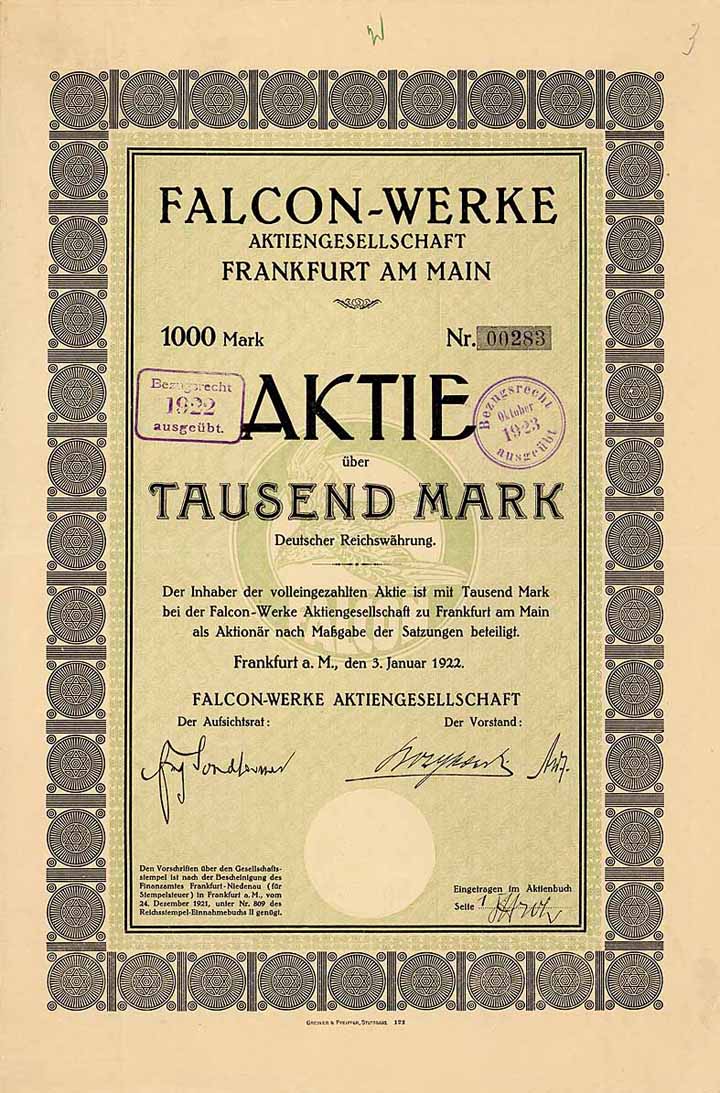 3
FALCON-WERKE
AKTIENGESELLSCHAFT
FRANKFURT AM MAIN
1000 Mark Nr. 00283
Bezugsrecht
1922
ausgeübt.
AKTIE
Bezugsrecht
Oktober
1923
ausgeübt
über
TAUSEND MARK
Deutscher Reichswährung.
FALCON
Der Inhaber der volleingezahlten Aktie ist mit Tausend Mark
bei der Falcon-Werke Aktiengesellschaft zu Frankfurt am Main
als Aktionär nach Maßgabe der Satzungen beteiligt.
Frankfurt a. M., den 3. Januar 1922.
FALCON-WERKE AKTIENGESELLSCHAFT
Der Aufsichtsrat: Der Vorstand:
Den Vorschriften über den Gesellschafts-
stempel ist nach der Bescheinigung des
Finanzamtes Frankfurt-Niedenau (für
Stempelsteuer) in Frankfurt a. M., vom
24. Dezember 1921, unter Nr. 809 des
Reichsstempel-Einnahmebuchs II genügt.
Eingetragen im Aktienbuch
Seite 1
GREINER & PFEIFFER, STUTTGART. 122